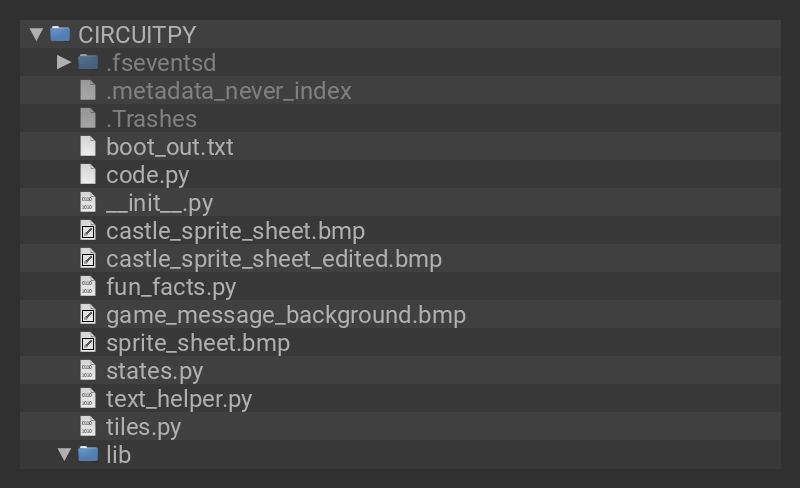 CIRCUITPY
.fseventsd
.metadata_never_index
.Trashes
boot_out.txt
code.py
__init__.py
castle_sprite_sheet.bmp
castle_sprite_sheet_edited.bmp
fun_facts.py
game_message_background.bmp
sprite_sheet.bmp
states.py
text_helper.py
tiles.py
lib